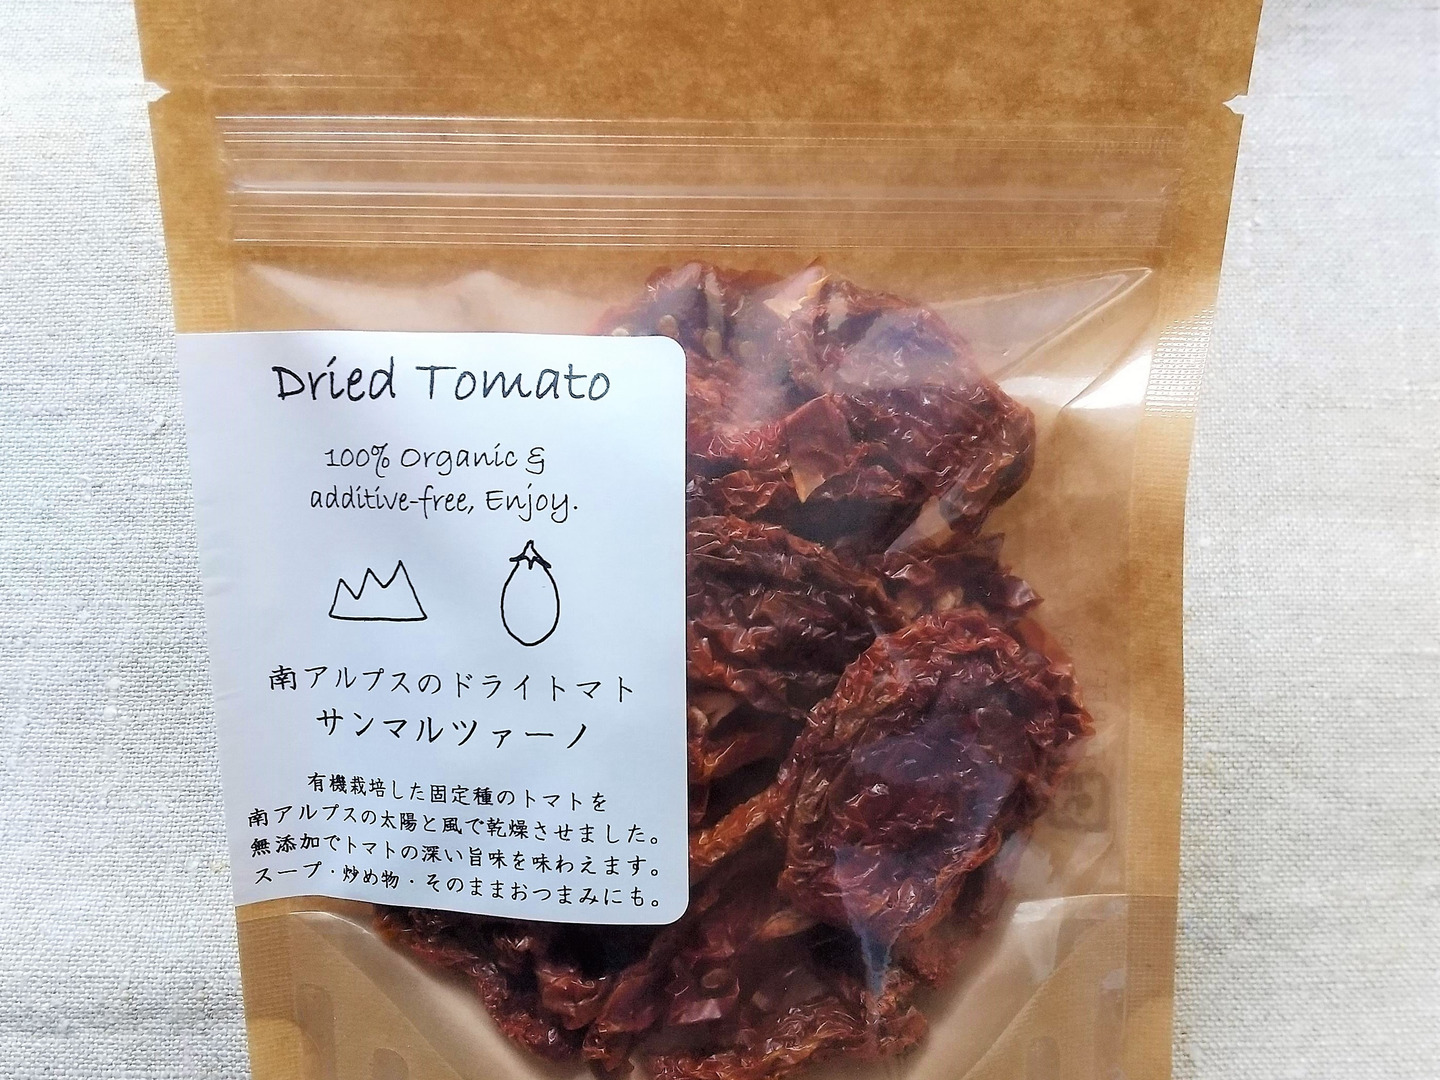 Dried Tomato
100% Organic &
additive-free, Enjoy.
南アルプスのドライトマト
サンマルツァーノ
有機栽培した固定種のトマトを
南アルプスの太陽と風で乾燥させました。
無添加でトマトの深い旨味を味わえます。
スープ・炒め物・そのままおつまみにも。